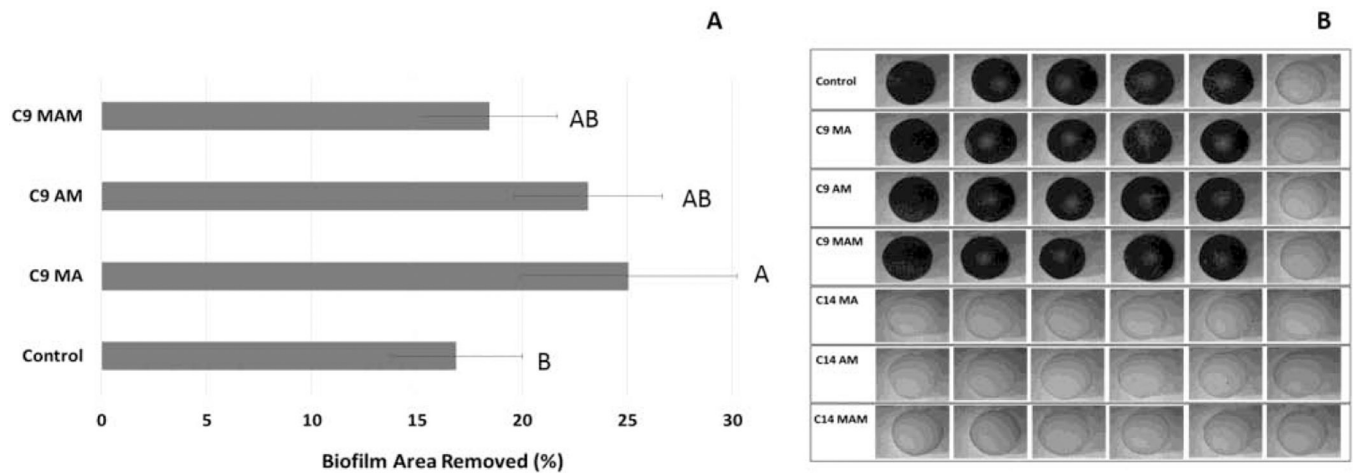 A
C9 MAM
AB
C9 AM
AB
C9 MA
A
Control
B
0 5 10 15 20 25 30
Biofilm Area Removed (%)
B
Control
C9 MA
C9 AM
C9 MAM
C14 MA
C14 AM
C14 MAM